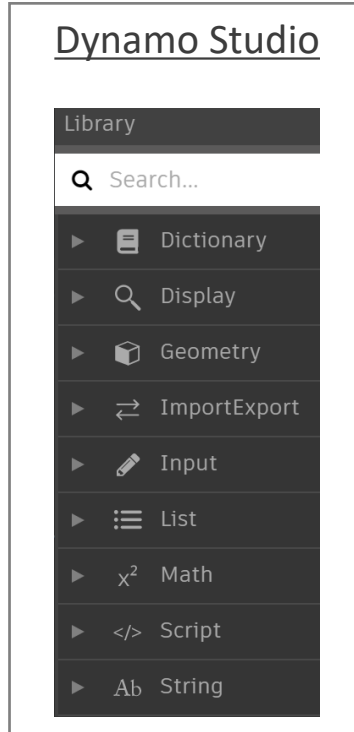 Dynamo Studio
Library
Search...
Dictionary
Display
Geometry
ImportExport
Input
List
x² Math
</> Script
Ab String